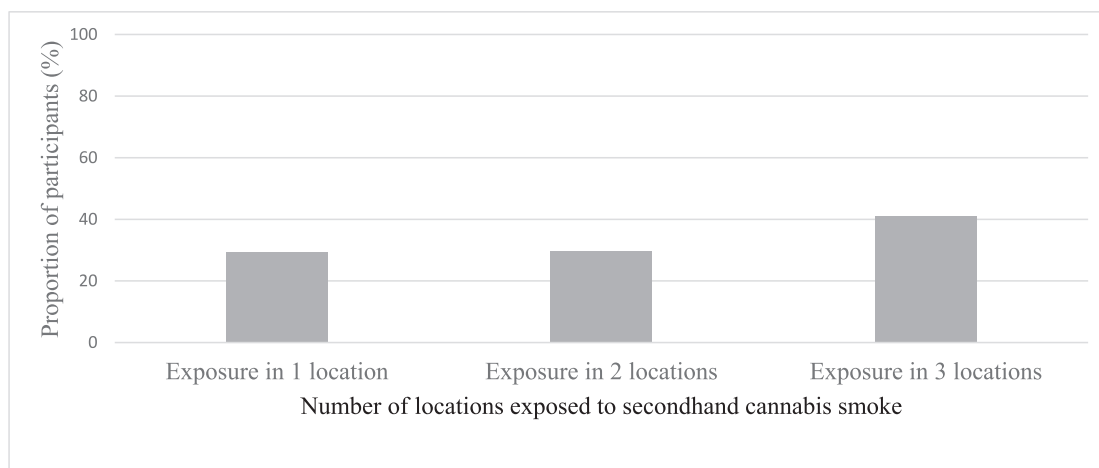 Proportion of participants (%)
100
80
60
40
20
0
Exposure in 1 location
Exposure in 2 locations
Exposure in 3 locations
Number of locations exposed to secondhand cannabis smoke